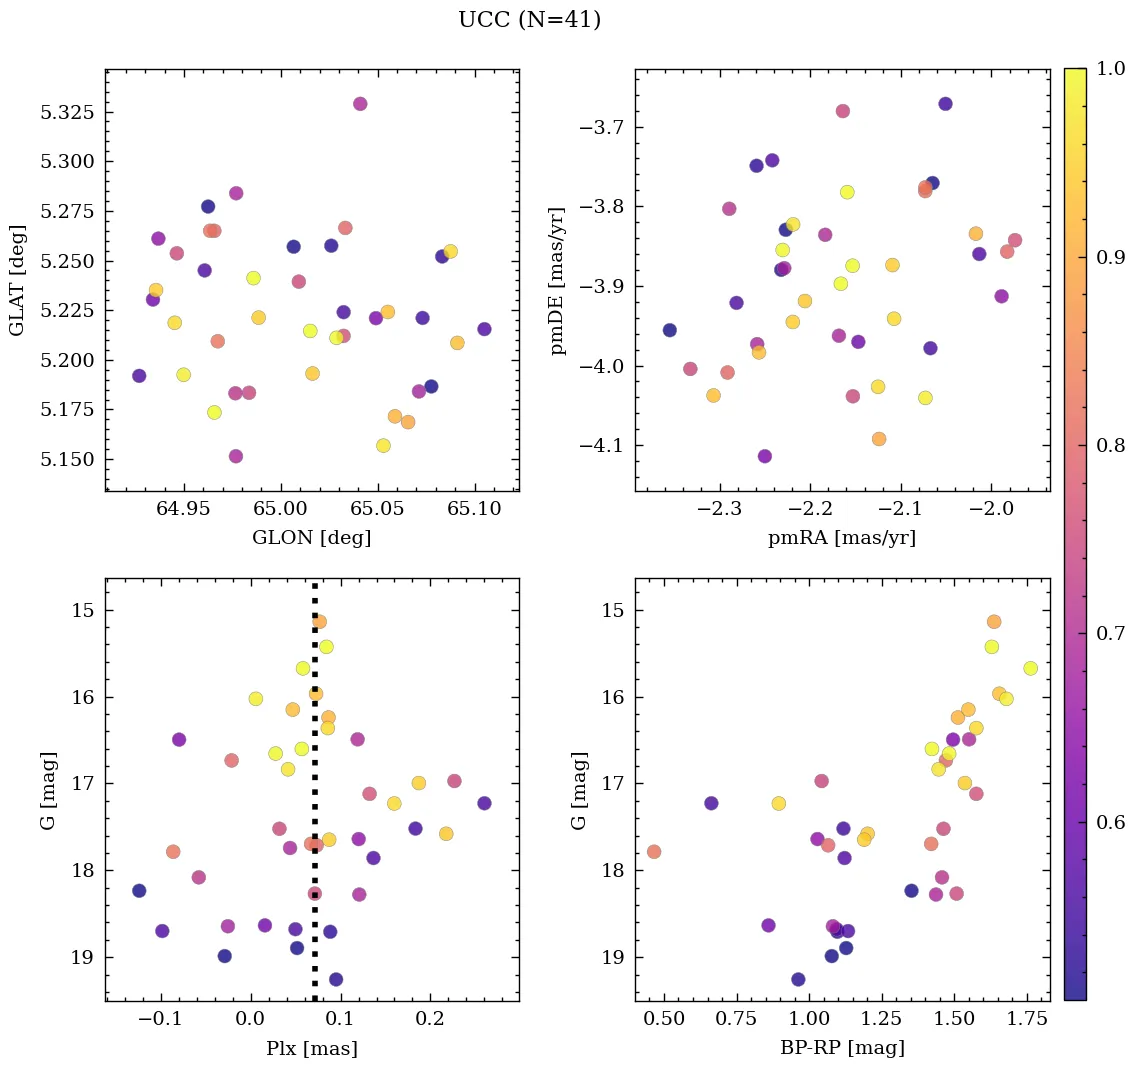 UCC (N=41)
5.325
5.300
5.275
5.250
5.225
5.200
5.175
5.150
GLAT [deg]
64.95 65.00 65.05 65.10
GLON [deg]
−3.7
−3.8
−3.9
−4.0
−4.1
pmDE [mas/yr]
−2.3 −2.2 −2.1 −2.0
pmRA [mas/yr]
1.0
0.9
0.8
0.7
0.6
15
16
17
18
19
G [mag]
−0.1 0.0 0.1 0.2
Plx [mas]
15
16
17
18
19
G [mag]
0.50 0.75 1.00 1.25 1.50 1.75
BP-RP [mag]